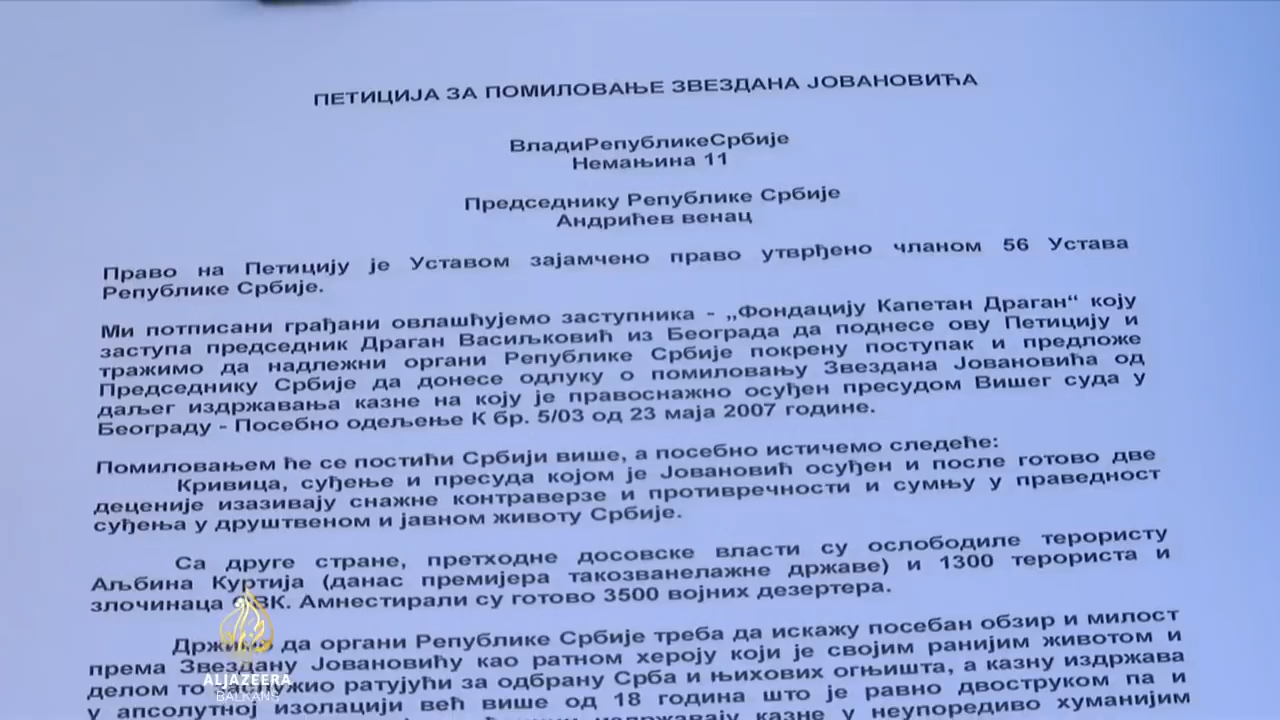 ПЕТИЦИЈА ЗА ПОМИЛОВАЊЕ ЗВЕЗДАНА ЈОВАНОВИЋА
ВладиРепубликеСрбије
Немањина 11
Председнику Републике Србије
Андрићев венац
Право на Петицију је Уставом зајамчено право утврђено чланом 56 Устава
Републике Србије.
Ми потписани грађани овлашћујемо заступника - „Фондацију Капетан Драган“ коју
заступа председник Драган Васиљковић из Београда да поднесе ову Петицију и
тражимо да надлежни органи Републике Србије покрену поступак и предложе
Председнику Србије да донесе одлуку о помиловању Звездана Јовановића од
даљег издржавања казне на коју је правоснажно осуђен пресудом Вишег суда у
Београду - Посебно одељење К бр. 5/03 од 23 маја 2007 године.
Помиловањем ће се постићи Србији више, а посебно истичемо следеће:
Кривица, суђење и пресуда којом је Јовановић осуђен и после готово две
деценије изазивају снажне контраверзе и противречности и сумњу у праведност
суђења у друштвеном и јавном животу Србије.
Са друге стране, претходне досовске власти су ослободиле терористу
Аљбина Куртија (данас премијера такозванелажне државе) и 1300 терориста и
злочинаца ОВК. Амнестирали су готово 3500 војних дезертера.
Држимо да органи Републике Србије треба да искажу посебан обзир и милост
према Звездану Јовановићу као ратном хероју који је својим ранијим животом и
делом то заслужио ратујући за одбрану Срба и њихових огњишта, а казну издржава
у апсолутној изолацији већ више од 18 година што је равно двоструком па и
издржавају казне у неупоредиво хуманијим
ALJAZEERA
BALKANS